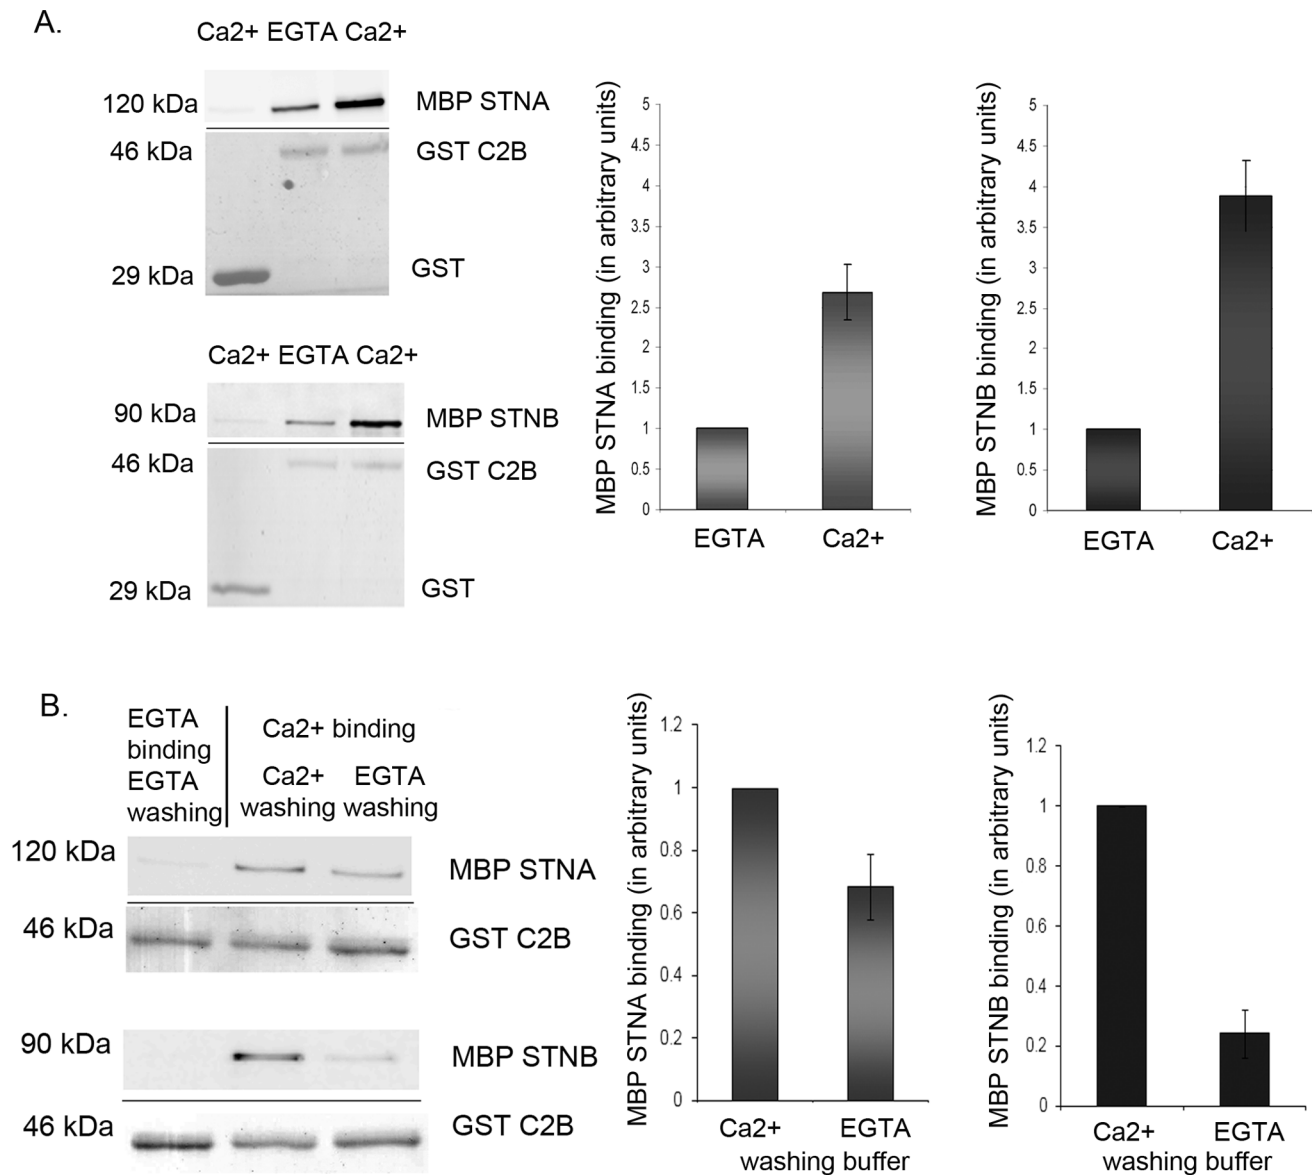 A.
Ca2+ EGTA Ca2+
120 kDa
MBP STNA
46 kDa
GST C2B
29 kDa
GST
Ca2+ EGTA Ca2+
90 kDa
MBP STNB
46 kDa
GST C2B
29 kDa
GST
MBP STNA binding (in arbitrary units)
5
4.5
4
3.5
3
2.5
2
1.5
1
0.5
0
EGTA Ca2+
MBP STNB binding (in arbitrary units)
5
4.5
4
3.5
3
2.5
2
1.5
1
0.5
0
EGTA Ca2+
B.
EGTA
binding
EGTA
washing
Ca2+ binding
Ca2+ EGTA
washing washing
120 kDa
MBP STNA
46 kDa
GST C2B
90 kDa
MBP STNB
46 kDa
GST C2B
MBP STNA binding (in arbitrary units)
1.2
1
0.8
0.6
0.4
0.2
0
Ca2+ EGTA
washing buffer
MBP STNB binding (in arbitrary units)
1.2
1
0.8
0.6
0.4
0.2
0
Ca2+ EGTA
washing buffer